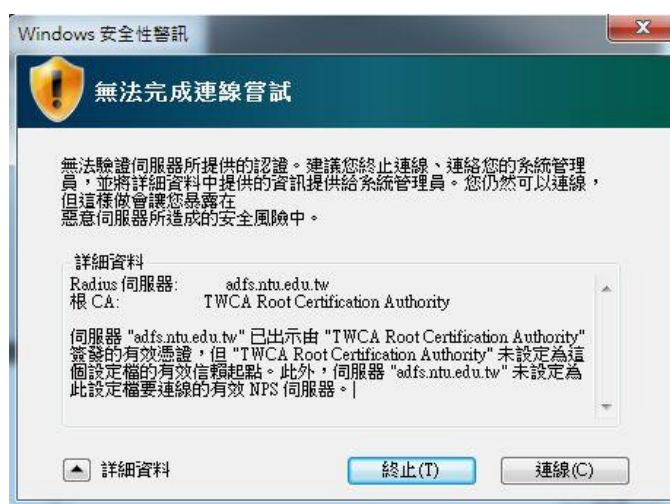 Windows 安全性警訊
無法完成連線嘗試
無法驗證伺服器所提供的認證。建議您終止連線、連絡您的系統管理
員，並將詳細資料中提供的資訊提供給系統管理員。您仍然可以連線，
但這樣做會讓您暴露在
惡意伺服器所造成的安全風險中。
詳細資料
Radius 伺服器: adfs.ntu.edu.tw
根 CA: TWCA Root Certification Authority
伺服器 "adfs.ntu.edu.tw" 已出示由 "TWCA Root Certification Authority"
簽發的有效憑證，但 "TWCA Root Certification Authority" 未設定為這
個設定檔的有效信賴起點。此外，伺服器 "adfs.ntu.edu.tw" 未設定為
此設定檔要連線的有效 NPS 伺服器。
詳細資料
終止(T)
連線(C)